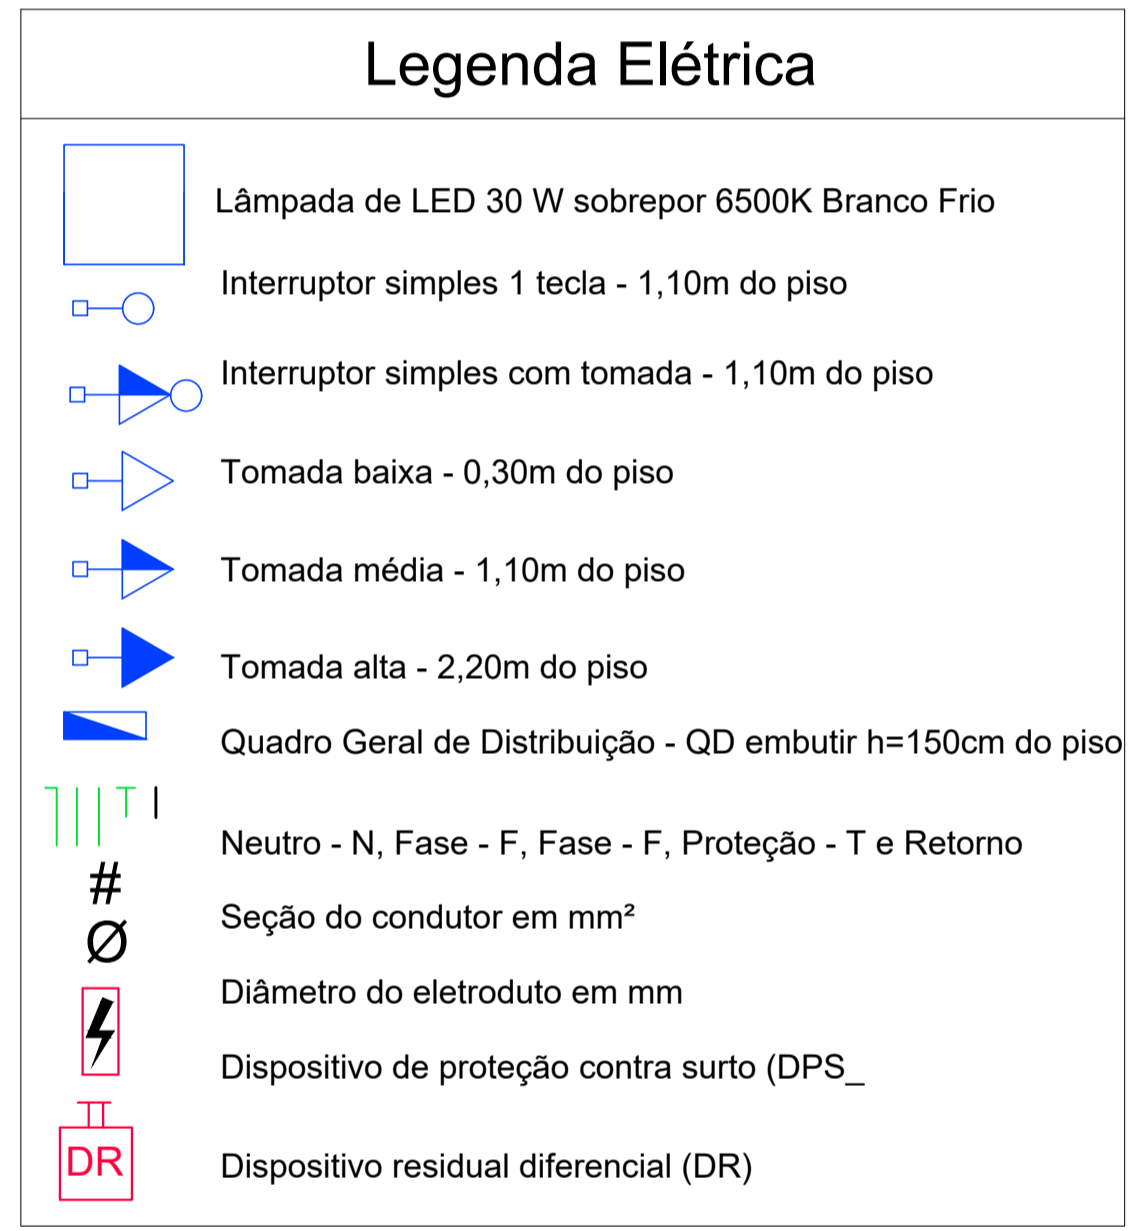 Legenda Elétrica
Lâmpada de LED 30 W sobrepor 6500K Branco Frio
Interruptor simples 1 tecla - 1,10m do piso
Interruptor simples com tomada - 1,10m do piso
Tomada baixa - 0,30m do piso
Tomada média - 1,10m do piso
Tomada alta - 2,20m do piso
Quadro Geral de Distribuição - QD embutir h=150cm do piso
Neutro - N, Fase - F, Fase - F, Proteção - T e Retorno
#
Seção do condutor em mm²
Ø
Diâmetro do eletroduto em mm
Dispositivo de proteção contra surto (DPS_
DR
Dispositivo residual diferencial (DR)